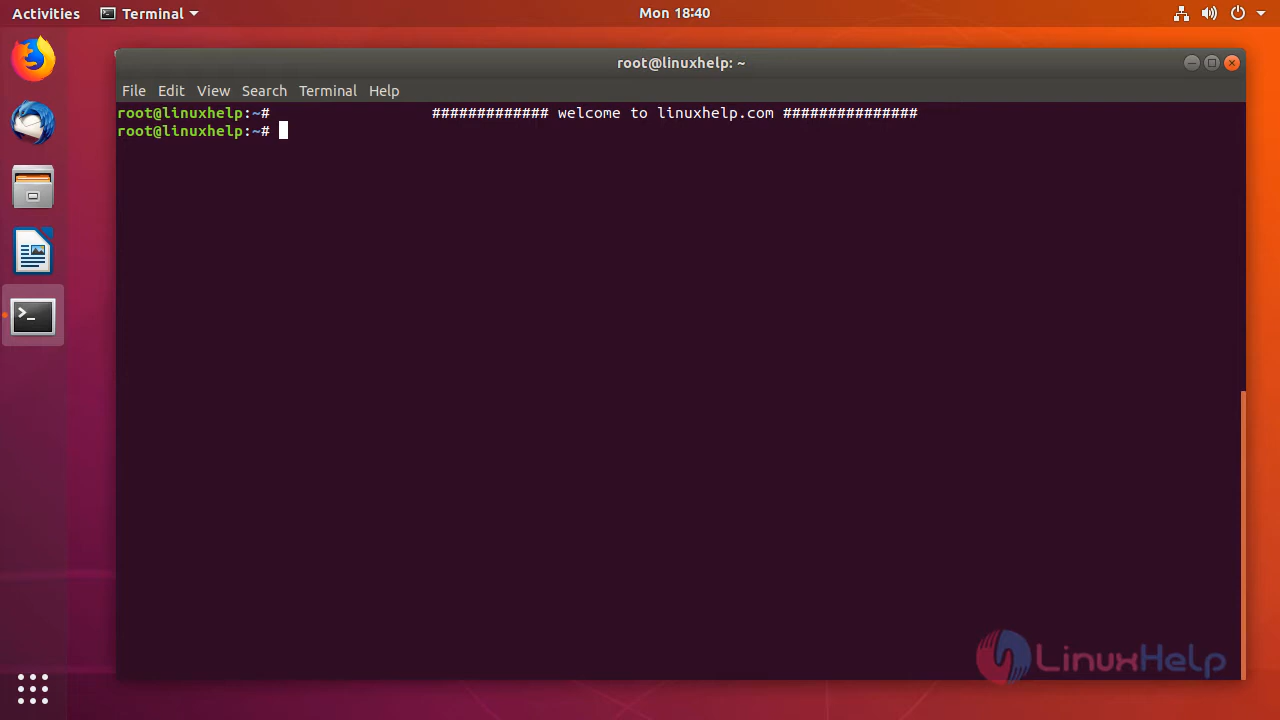 Activities Terminal Mon 18:40
root@linuxhelp: ~
File Edit View Search Terminal Help
root@linuxhelp:~# ############# welcome to linuxhelp.com ###############
root@linuxhelp:~#
LinuxHelp